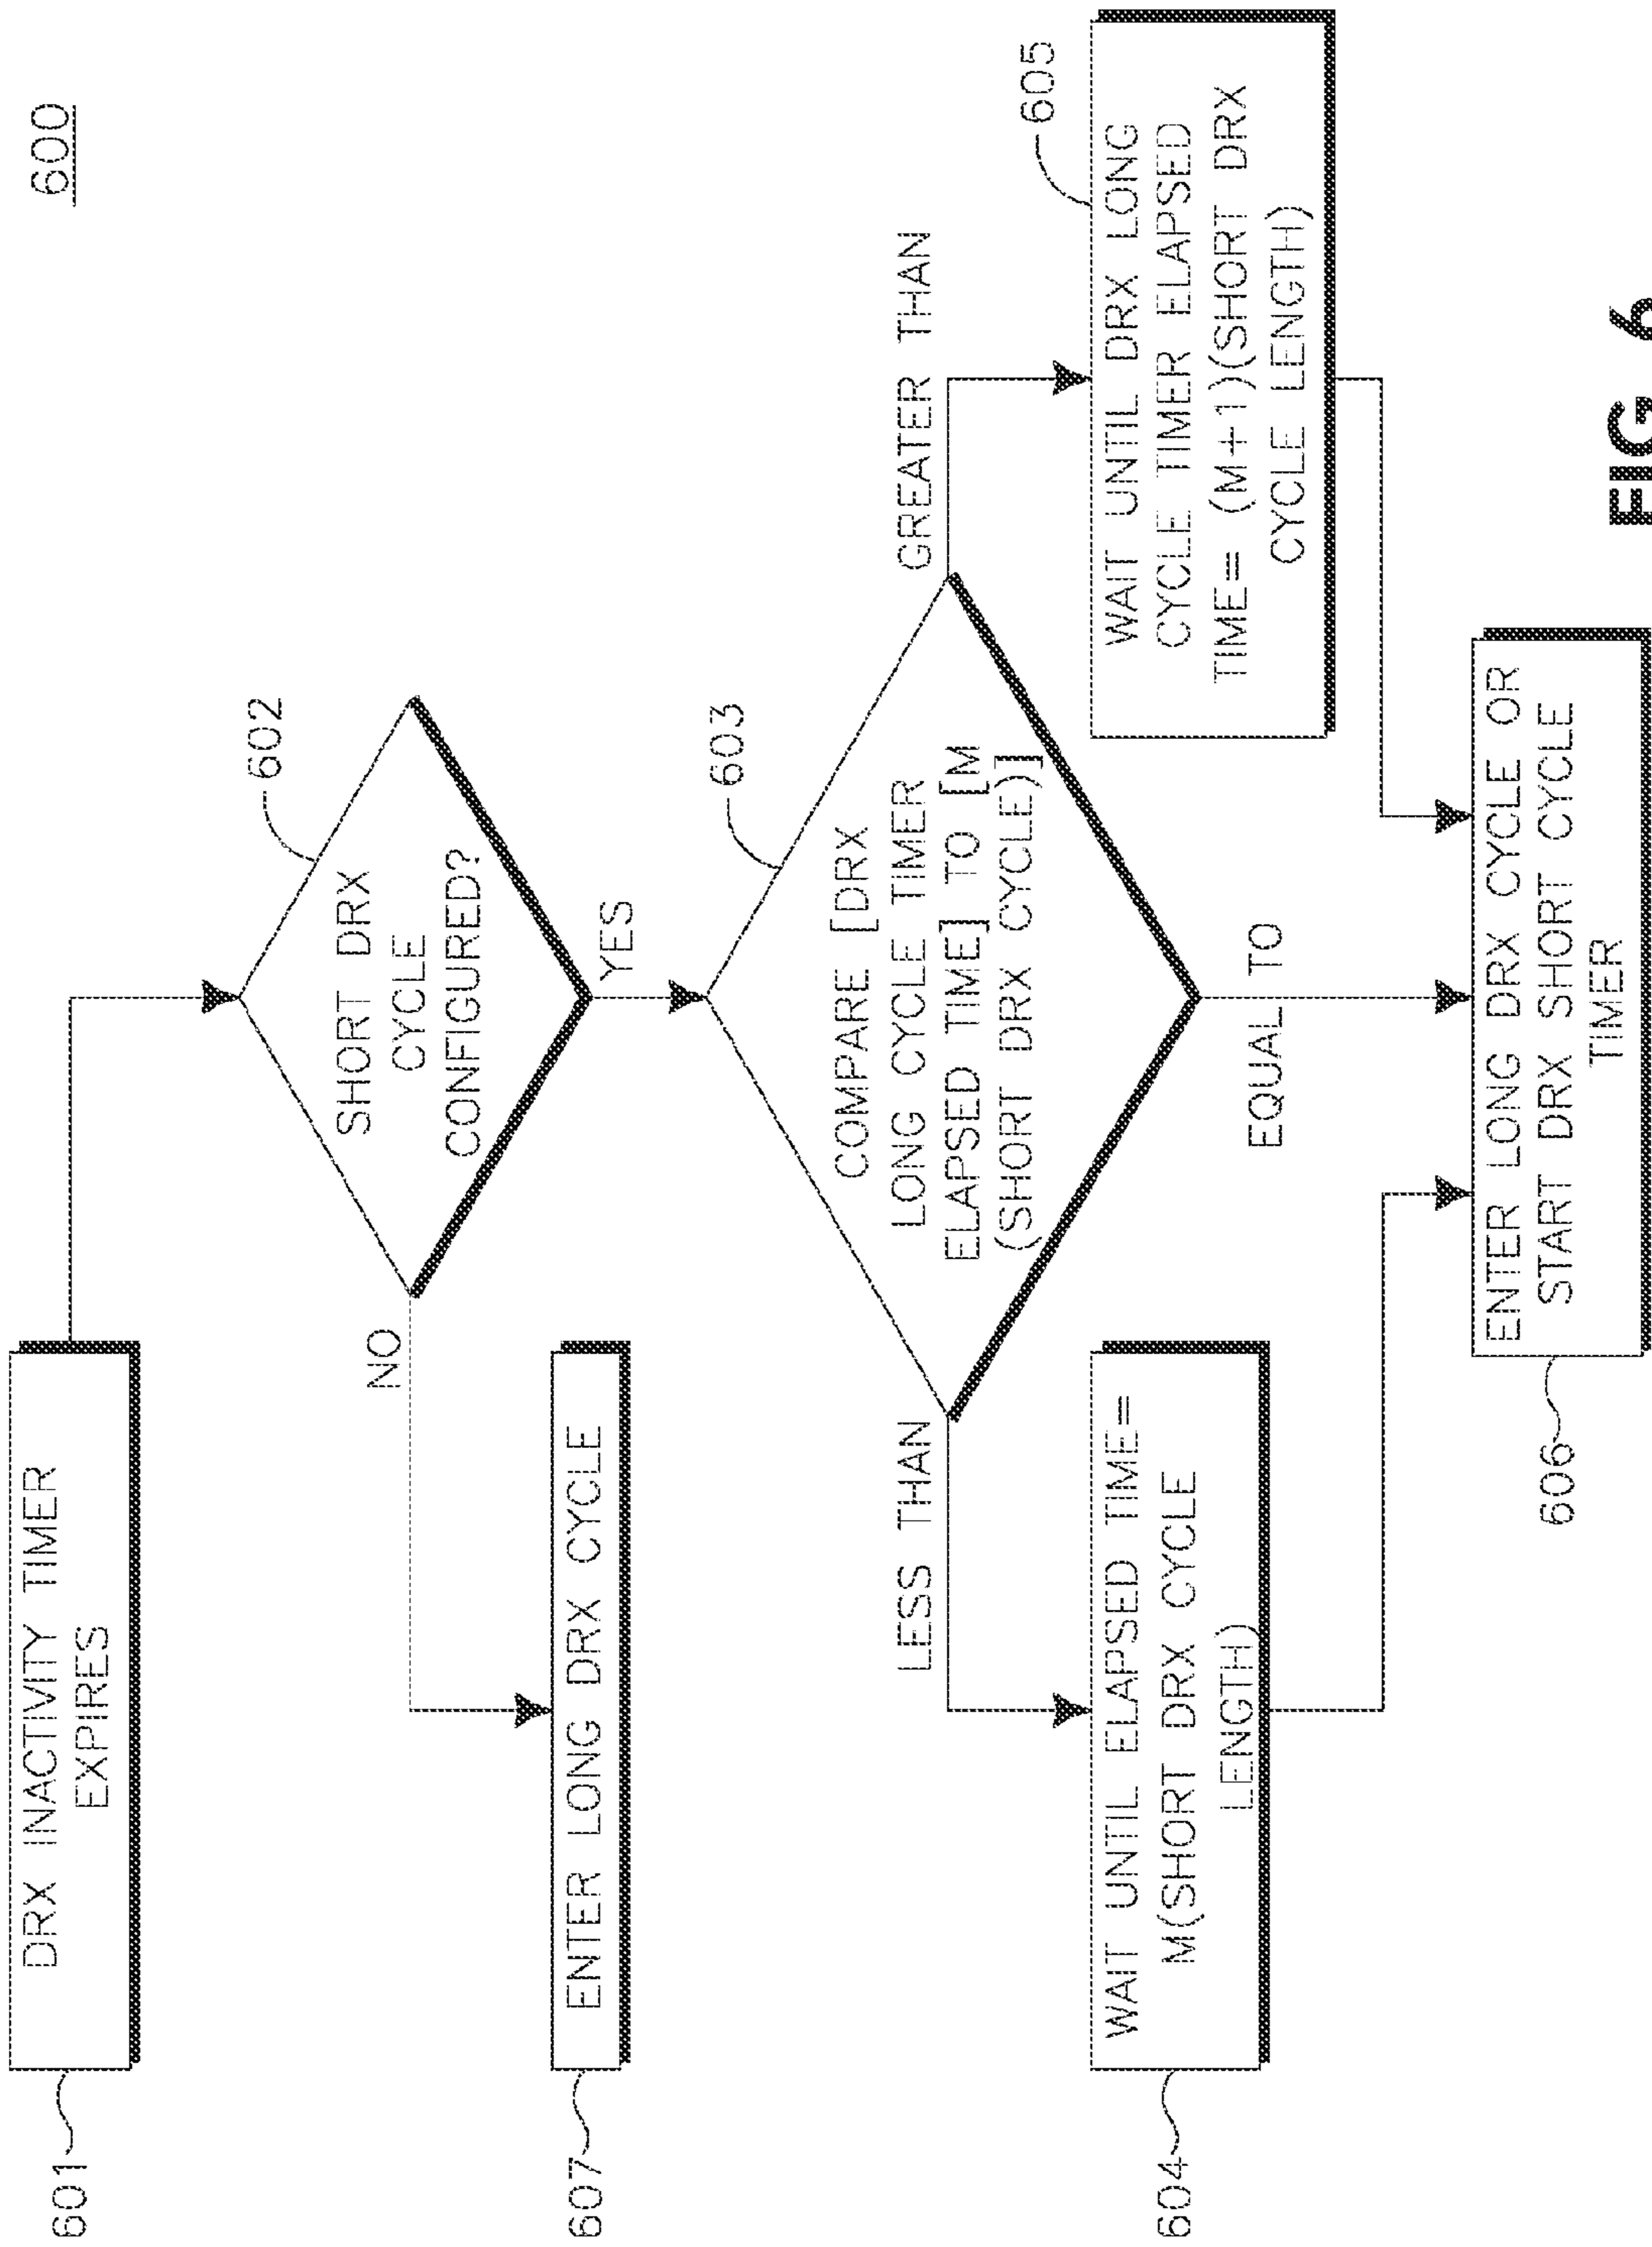 600
601
DRX INACTIVITY TIMER
EXPIRES
602
SHORT DRX
CYCLE
CONFIGURED?
NO
YES
607
ENTER LONG DRX CYCLE
603
COMPARE [DRX
LONG CYCLE TIMER
ELAPSED TIME] TO [M
(SHORT DRX CYCLE)]
LESS THAN
GREATER THAN
EQUAL TO
604
WAIT UNTIL ELAPSED TIME=
M(SHORT DRX CYCLE
LENGTH)
605
WAIT UNTIL DRX LONG
CYCLE TIMER ELAPSED
TIME= (M+1)(SHORT DRX
CYCLE LENGTH)
606
ENTER LONG DRX CYCLE OR
START DRX SHORT CYCLE
TIMER
FIG. 6